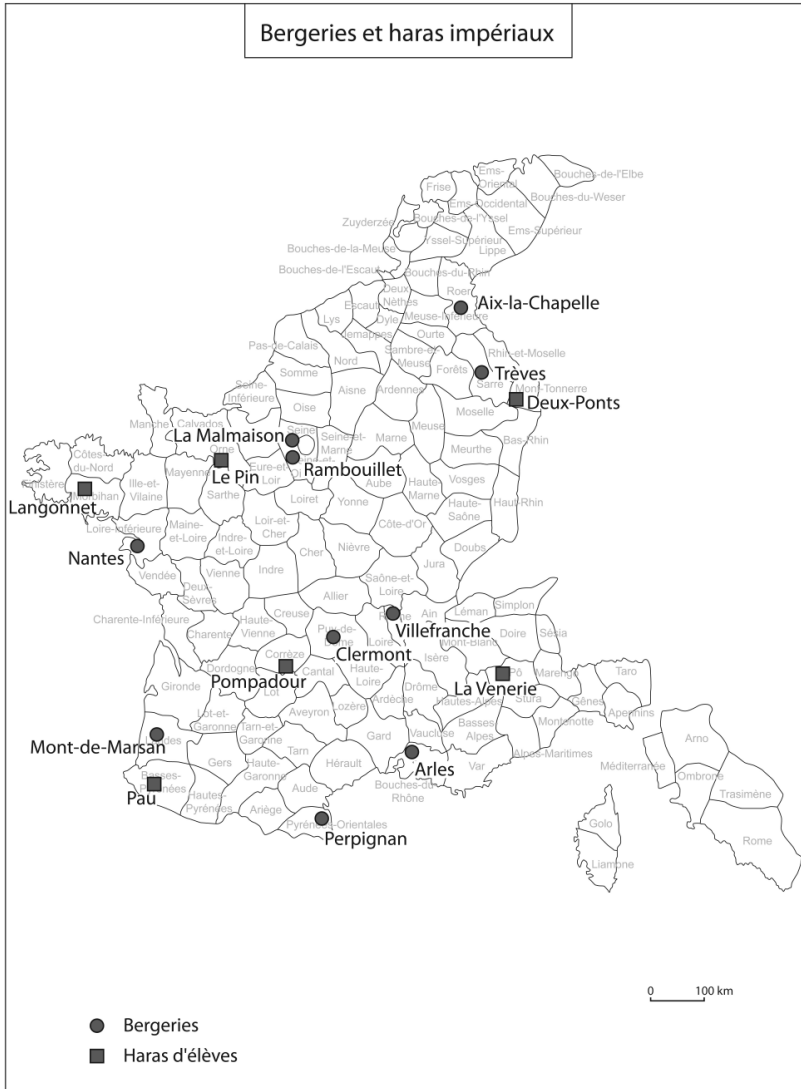 Bergeries et haras impériaux
Bouches-de-l'Elbe
Ems-
Oriental
Frise
Bouches-du-Weser
Ems-Occidental
Zuyderzée
Bouches-de-l'Yssel
Ems-Supérieur
Yssel-Supérieur
Bouches-de-la-Meuse
Lippe
Bouches-de-l'Escaut
Bouches-du-Rhin
Deux-
Nèthes
Roer
Aix-la-Chapelle
Escaut
Lys
Dyle
Meuse-Inférieure
Jemappes
Ourte
Pas-de-Calais
Nord
Sambre-et
Meuse
Rhin-et-Moselle
Somme
Forêts
Trèves
Sarre
Mont-Tonnerre
Seine-
Inférieure
Aisne
Ardennes
Deux-Ponts
Oise
Moselle
Manche
Calvados
La Malmaison
Seine
Seine-et
Marne
Marne
Meuse
Bas-Rhin
Orne
Le Pin
Eure-et
Loir
Rambouillet
Meurthe
Côtes-
du-Nord
Ille-et-
Vilaine
Mayenne
Finistère
Morbihan
Langonnet
Sarthe
Loiret
Yonne
Aube
Haute-
Marne
Vosges
Haut-Rhin
Haute-
Saône
Loire-Inférieure
Maine-
et-Loire
Loir-et-
Cher
Indre-
et-Loire
Côte-d'Or
Nantes
Cher
Nièvre
Doubs
Vendée
Vienne
Indre
Jura
Deux-
Sèvres
Saône-et-
Loire
Allier
Charente-Inférieure
Creuse
Haute-
Vienne
Ain
Léman
Simplon
Charente
Puy-de-
Dôme
Rhône
Villefranche
Loire
Mont-Blanc
Doire
Sésia
Clermont
Isère
Corrèze
Dordogne
Pompadour
Cantal
Haute-
Loire
La Venerie
Pô
Marengo
Taro
Gironde
Lot
Drôme
Ardèche
Hautes-Alpes
Stura
Gênes
Apennins
Lot-et-
Garonne
Aveyron
Lozère
Montenotte
Mont-de-Marsan
Landes
Tarn-et-
Garonne
Gard
Vaucluse
Basses
Alpes
Arno
Gers
Tarn
Haute-
Garonne
Hérault
Arles
Var
Alpes-Maritimes
Méditerranée
Ombrone
Basses-
Pyrénées
Pau
Hautes-
Pyrénées
Aude
Bouches-du-
Rhône
Trasimène
Ariège
Pyrénées-Orientales
Perpignan
Golo
Liamone
Rome
0 100 km
Bergeries
Haras d'élèves